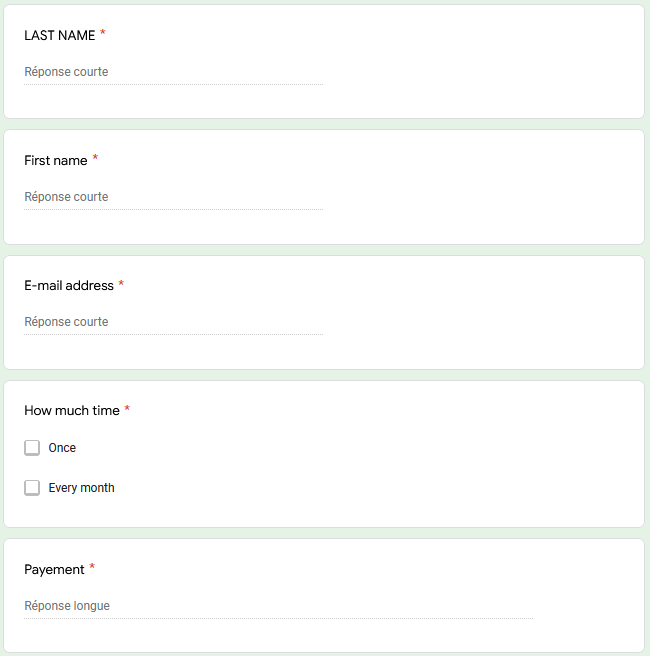 LAST NAME *
Réponse courte
First name *
Réponse courte
E-mail address *
Réponse courte
How much time *
Once
Every month
Payement *
Réponse longue